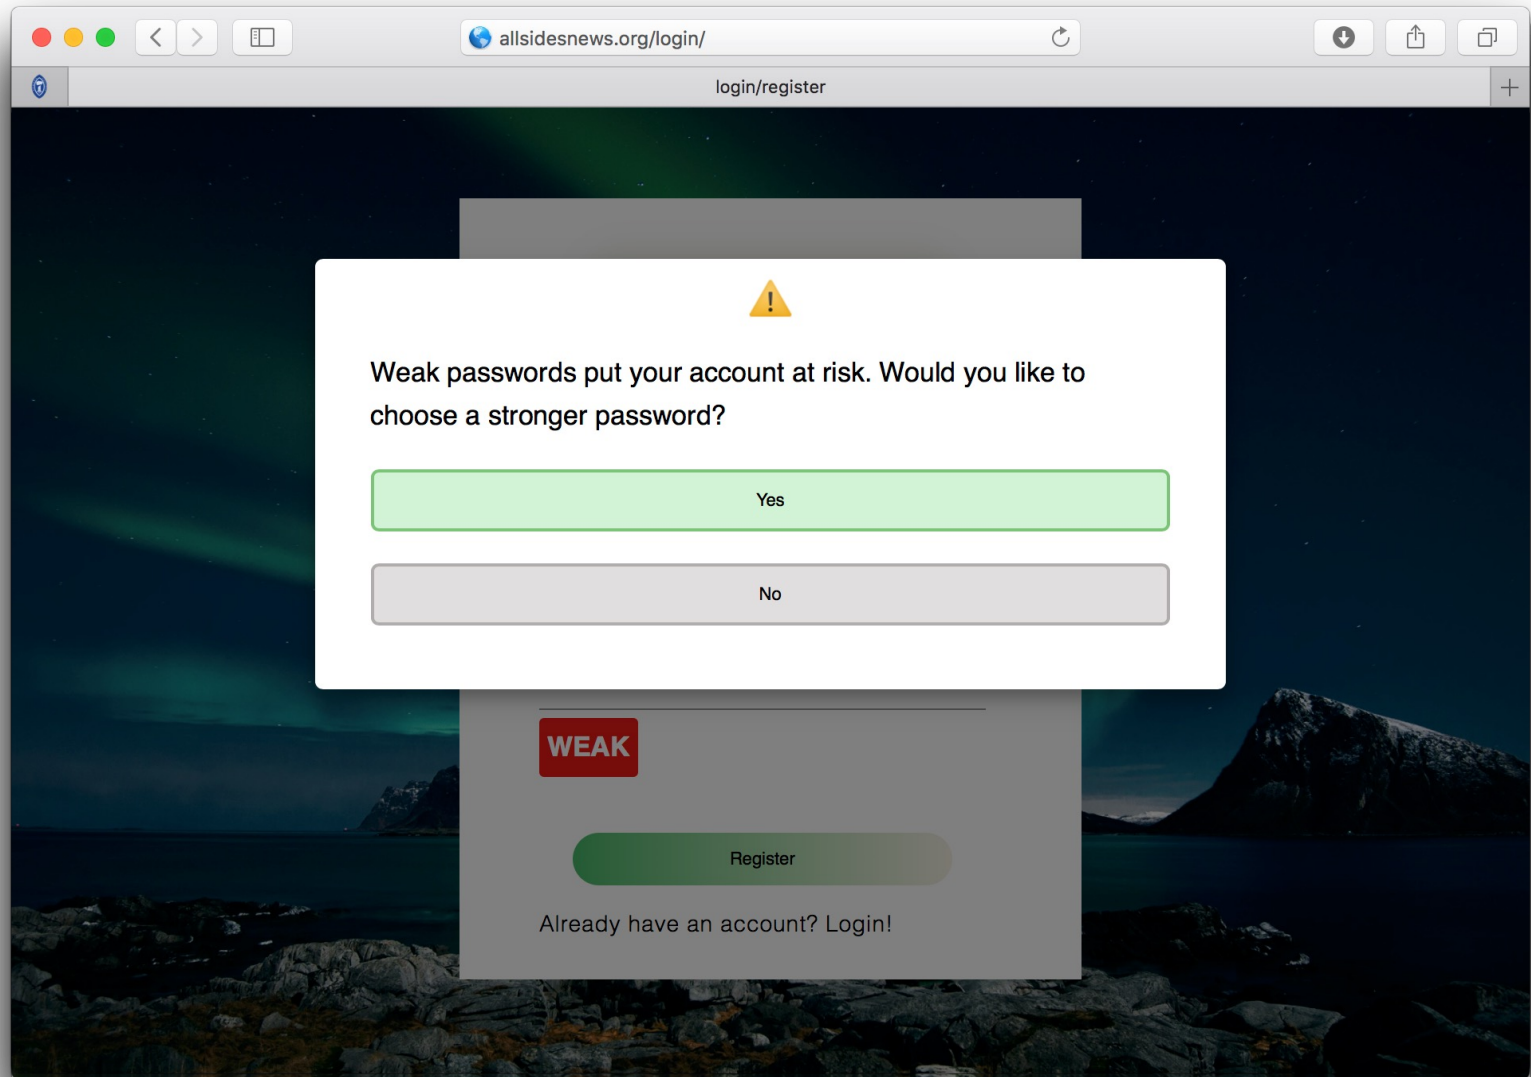 allsidesnews.org/login/
login/register
Weak passwords put your account at risk. Would you like to
choose a stronger password?
Yes
No
WEAK
Register
Already have an account? Login!